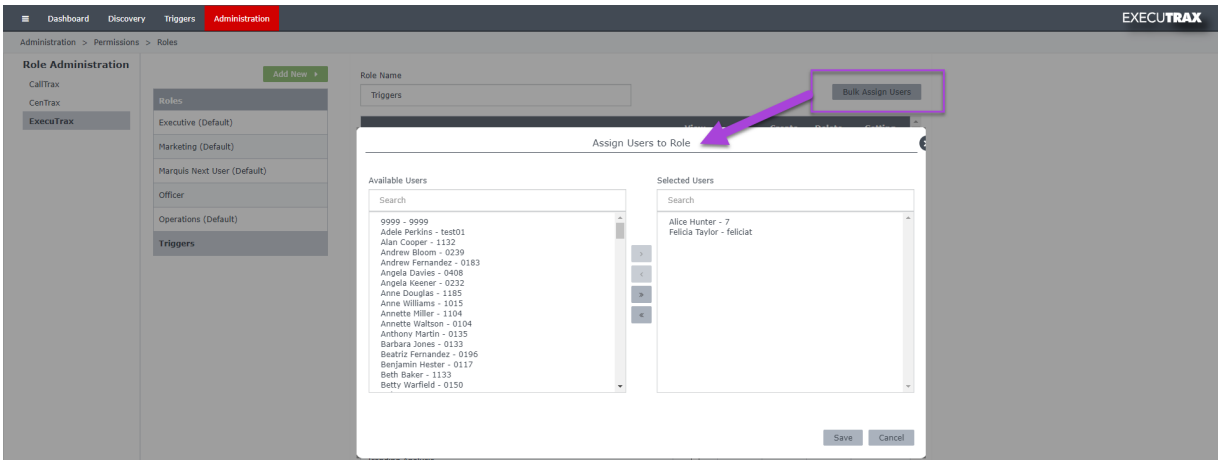 Dashboard Discovery Triggers Administration
EXECUTRAX
Administration > Permissions > Roles
Role Administration
CallTrax
CenTrax
ExecuTrax
Add New
Roles
Executive (Default)
Marketing (Default)
Marquis Next User (Default)
Officer
Operations (Default)
Triggers
Role Name
Triggers
Bulk Assign Users
View Create Delete Setting
Assign Users to Role
Available Users
Search
9999 - 9999
Adele Perkins - test01
Alan Cooper - 1132
Andrew Bloom - 0239
Andrew Fernandez - 0183
Angela Davies - 0408
Angela Keener - 0232
Anne Douglas - 1185
Anne Williams - 1015
Annette Miller - 1104
Annette Waltson - 0104
Anthony Martin - 0135
Barbara Jones - 0133
Beatriz Fernandez - 0196
Benjamin Hester - 0117
Beth Baker - 1133
Betty Warfield - 0150
› ‹ » «
Selected Users
Search
Alice Hunter - 7
Felicia Taylor - feliciat
Save Cancel